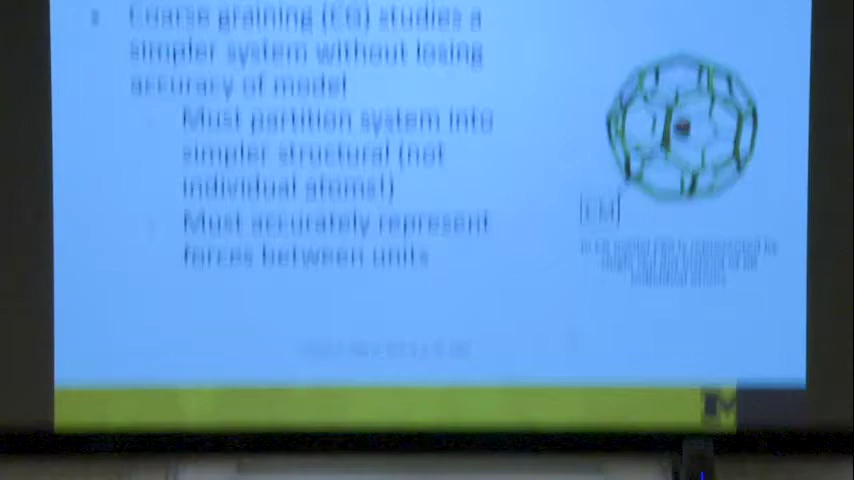 Coarse graining (CG) studies a
simpler system without losing
accuracy of model
Must partition system into
simpler structural (not
individual atoms!)
Must accurately represent
forces between units